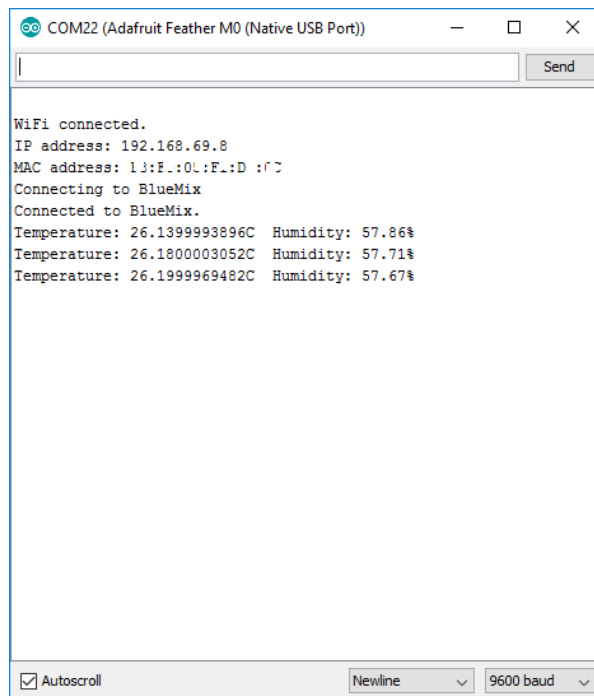 COM22 (Adafruit Feather M0 (Native USB Port))
Send
WiFi connected.
IP address: 192.168.69.8
MAC address:
Connecting to BlueMix
Connected to BlueMix.
Temperature: 26.1399993896C  Humidity: 57.86%
Temperature: 26.1800003052C  Humidity: 57.71%
Temperature: 26.1999969482C  Humidity: 57.67%
Autoscroll
Newline
9600 baud